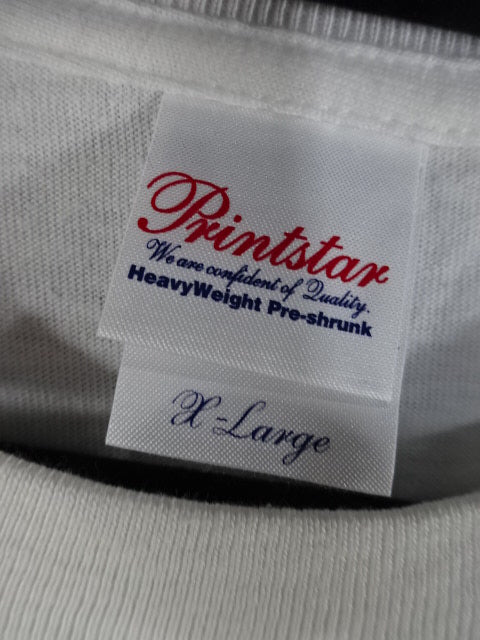 Printstar
We are confident of Quality.
HeavyWeight Pre-shrunk
X-Large